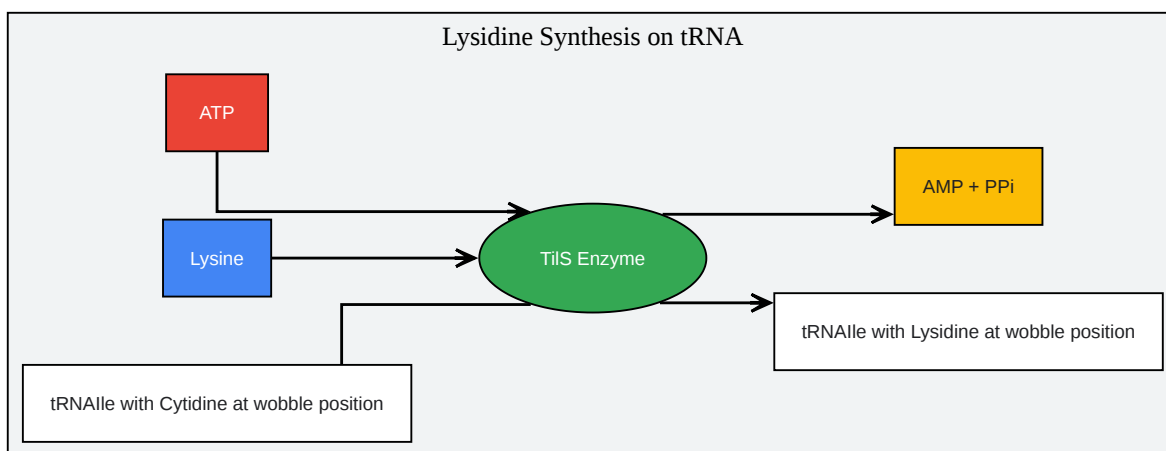 Lysidine Synthesis on tRNA
ATP
AMP + PPi
Lysine
TilS Enzyme
tRNAIle with Lysidine at wobble position
tRNAIle with Cytidine at wobble position